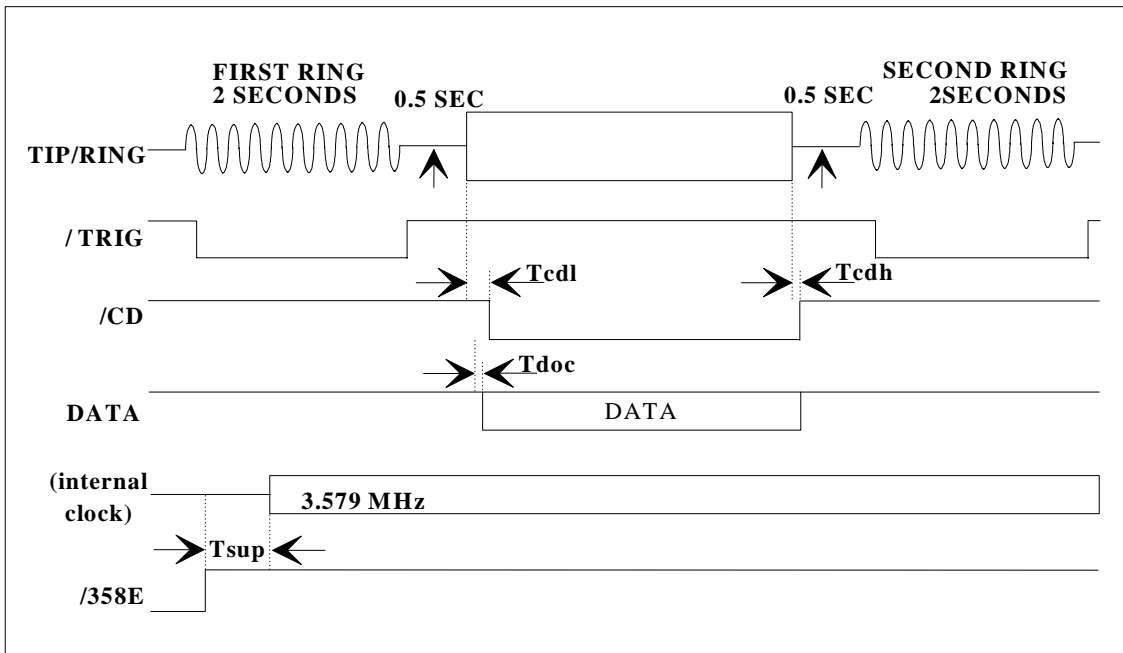 FIRST RING
2 SECONDS
0.5 SEC
0.5 SEC
SECOND RING
2SECONDS
TIP/RING
/ TRIG
Tcdl
Tcdh
/CD
Tdoc
DATA
DATA
(internal
clock)
3.579 MHz
Tsup
/358E